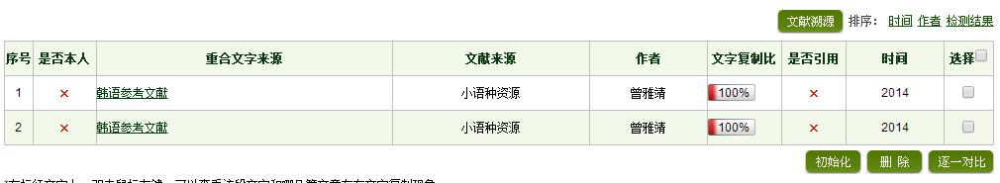 文献溯源 排序： 时间 作者 检测结果
序号 是否本人 重合文字来源 文献来源 作者 文字复制比 是否引用 时间 选择
1 × 韩语参考文献 小语种资源 曾雅清 100% × 2014
2 × 韩语参考文献 小语种资源 曾雅清 100% × 2014
初始化 删 除 逐一对比